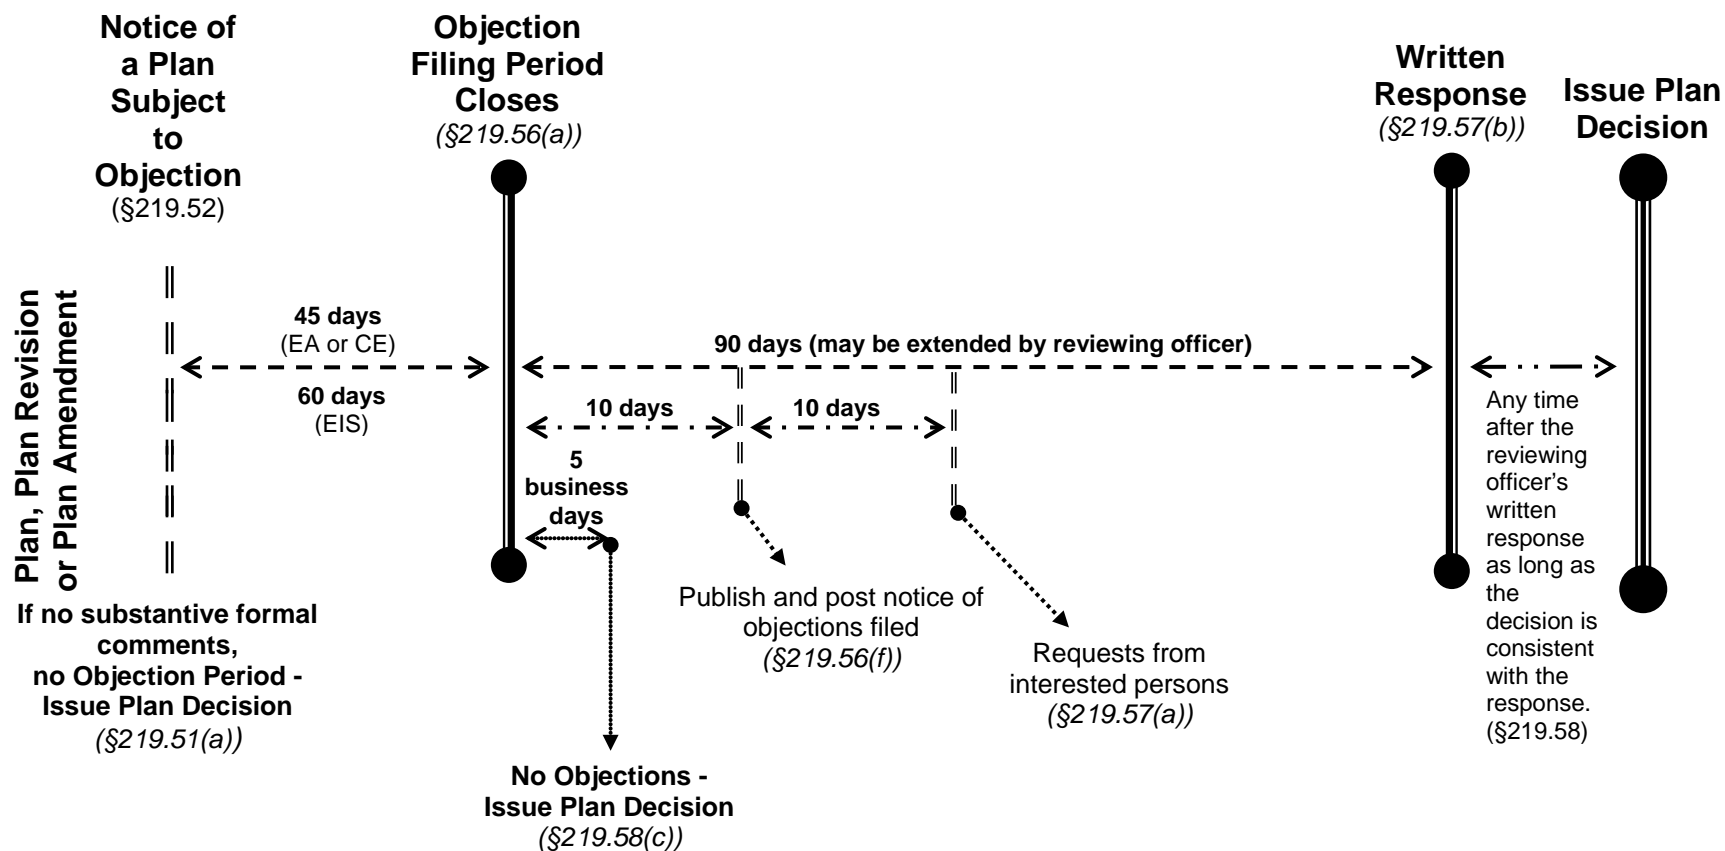 Notice of
a Plan
Subject
to
Objection
(§219.52)
Objection
Filing Period
Closes
(§219.56(a))
Written
Response
(§219.57(b))
Issue Plan
Decision
Plan, Plan Revision
or Plan Amendment
45 days
(EA or CE)
60 days
(EIS)
90 days (may be extended by reviewing officer)
10 days
10 days
5
business
days
Any time
after the
reviewing
officer’s
written
response
as long as
the
decision is
consistent
with the
response.
(§219.58)
Publish and post notice of
objections filed
(§219.56(f))
Requests from
interested persons
(§219.57(a))
If no substantive formal
comments,
no Objection Period -
Issue Plan Decision
(§219.51(a))
No Objections -
Issue Plan Decision
(§219.58(c))